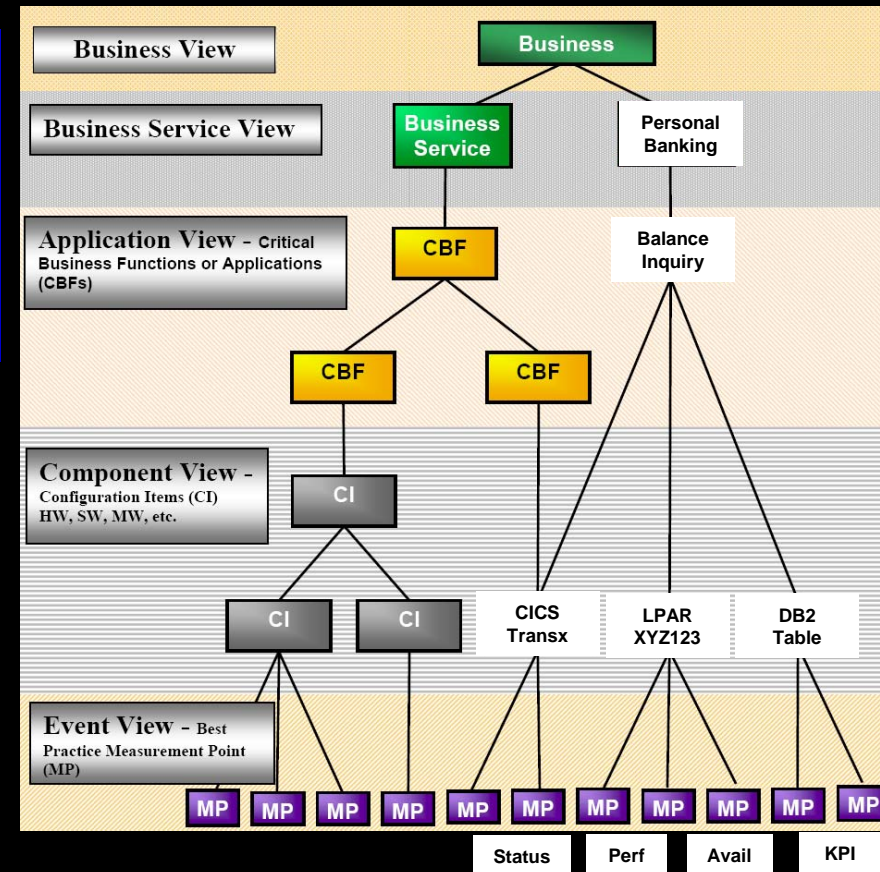 Business View
Business
Business Service View
Business
Service
Personal
Banking
Application View - Critical
Business Functions or Applications
(CBFs)
CBF
Balance
Inquiry
CBF
CBF
Component View -
Configuration Items (CI)
HW, SW, MW, etc.
CI
CI
CI
CICS
Transx
LPAR
XYZ123
DB2
Table
Event View - Best
Practice Measurement Point
(MP)
MP
MP
MP
MP
MP
MP
MP
MP
MP
MP
MP
Status
Perf
Avail
KPI